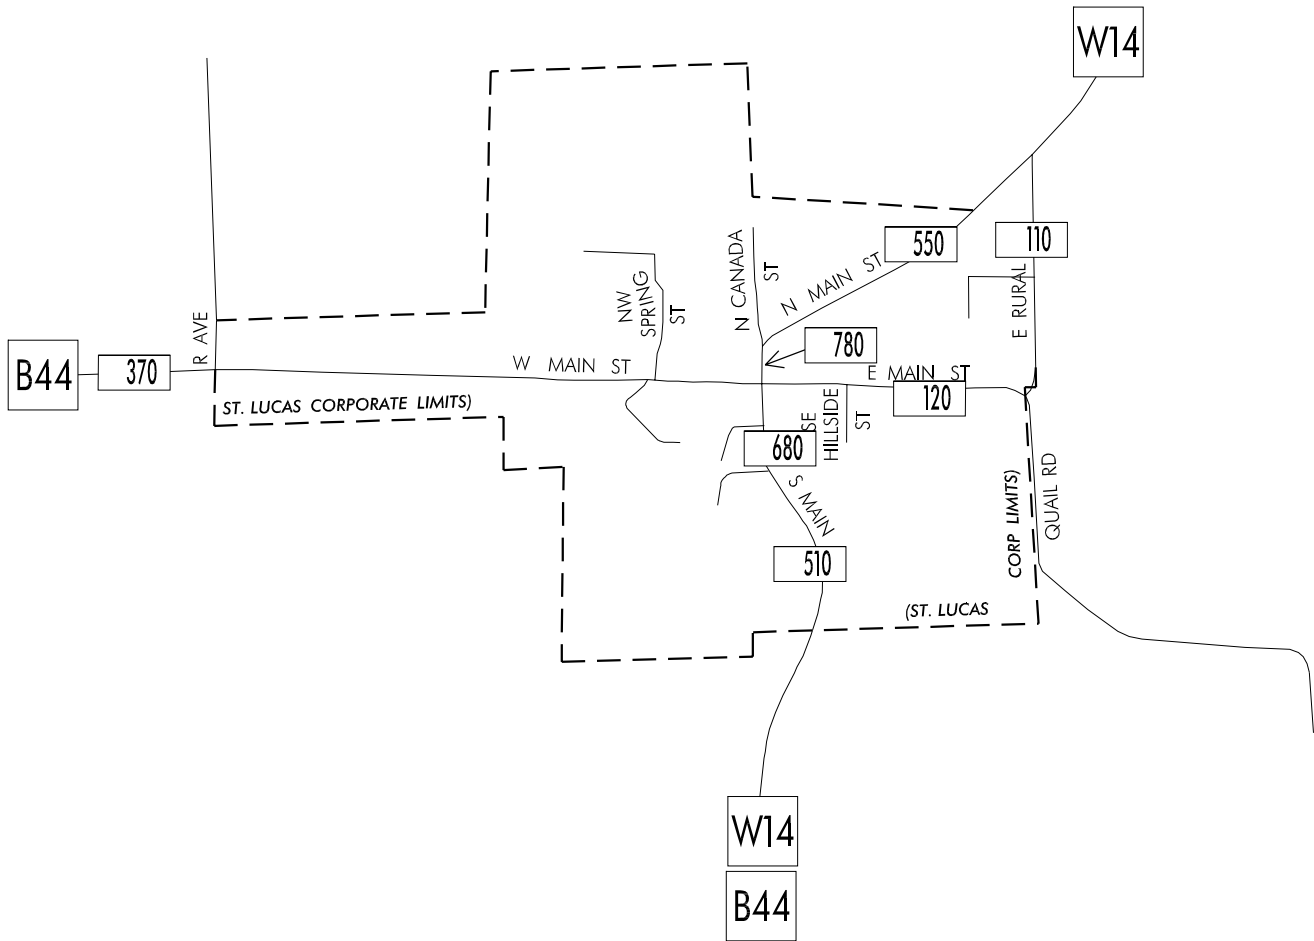 W14
550
110
N CANADA
ST
N MAIN ST
NW
SPRING
ST
E RURAL
R AVE
780
B44
370
W MAIN ST
E MAIN ST
120
ST. LUCAS CORPORATE LIMITS)
SE
HILLSIDE
ST
680
S MAIN
CORP LIMITS)
QUAIL RD
510
(ST. LUCAS
W14
B44